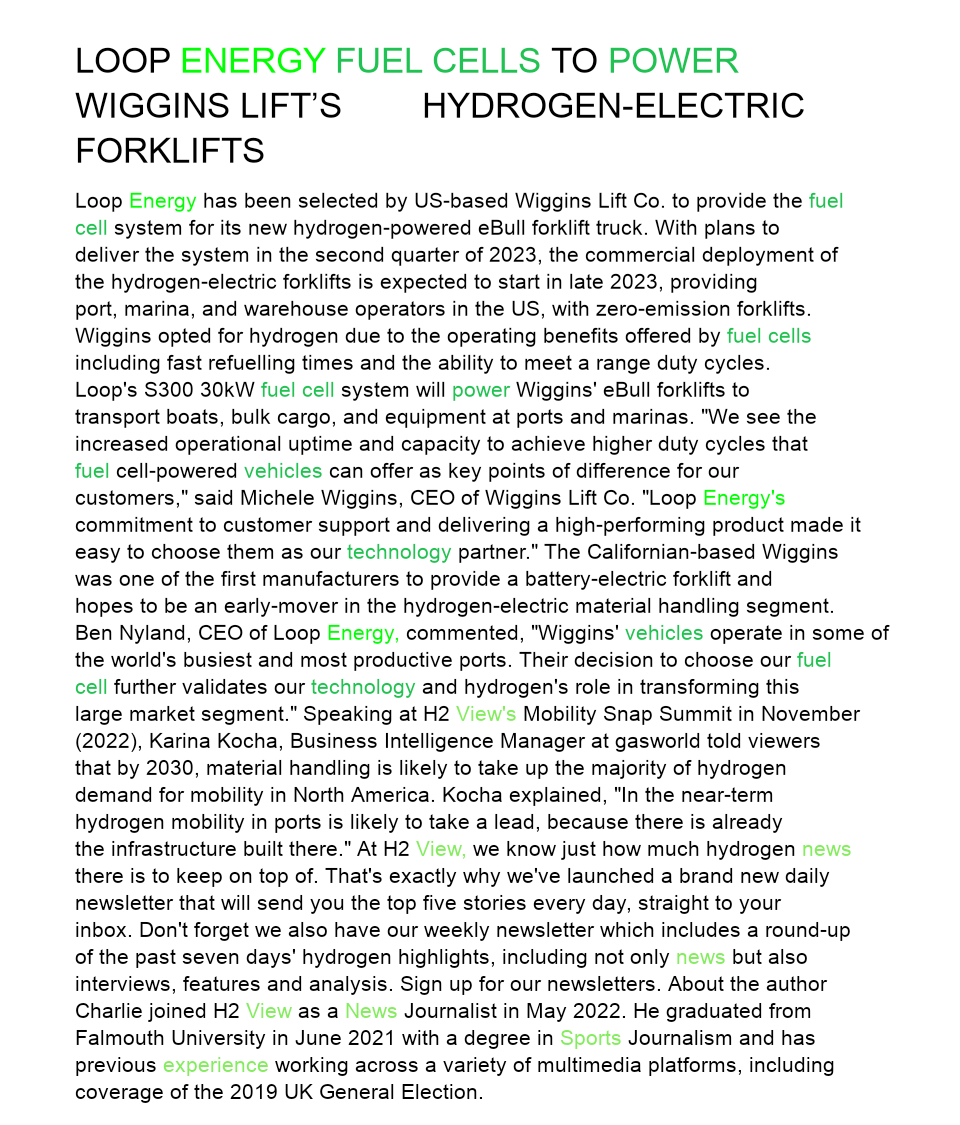 LOOP ENERGY FUEL CELLS TO POWER
WIGGINS LIFT’S HYDROGEN-ELECTRIC
FORKLIFTS
Loop Energy has been selected by US-based Wiggins Lift Co. to provide the fuel
cell system for its new hydrogen-powered eBull forklift truck. With plans to
deliver the system in the second quarter of 2023, the commercial deployment of
the hydrogen-electric forklifts is expected to start in late 2023, providing
port, marina, and warehouse operators in the US, with zero-emission forklifts.
Wiggins opted for hydrogen due to the operating benefits offered by fuel cells
including fast refuelling times and the ability to meet a range duty cycles.
Loop's S300 30kW fuel cell system will power Wiggins' eBull forklifts to
transport boats, bulk cargo, and equipment at ports and marinas. "We see the
increased operational uptime and capacity to achieve higher duty cycles that
fuel cell-powered vehicles can offer as key points of difference for our
customers," said Michele Wiggins, CEO of Wiggins Lift Co. "Loop Energy's
commitment to customer support and delivering a high-performing product made it
easy to choose them as our technology partner." The Californian-based Wiggins
was one of the first manufacturers to provide a battery-electric forklift and
hopes to be an early-mover in the hydrogen-electric material handling segment.
Ben Nyland, CEO of Loop Energy, commented, "Wiggins' vehicles operate in some of
the world's busiest and most productive ports. Their decision to choose our fuel
cell further validates our technology and hydrogen's role in transforming this
large market segment." Speaking at H2 View's Mobility Snap Summit in November
(2022), Karina Kocha, Business Intelligence Manager at gasworld told viewers
that by 2030, material handling is likely to take up the majority of hydrogen
demand for mobility in North America. Kocha explained, "In the near-term
hydrogen mobility in ports is likely to take a lead, because there is already
the infrastructure built there." At H2 View, we know just how much hydrogen news
there is to keep on top of. That's exactly why we've launched a brand new daily
newsletter that will send you the top five stories every day, straight to your
inbox. Don't forget we also have our weekly newsletter which includes a round-up
of the past seven days' hydrogen highlights, including not only news but also
interviews, features and analysis. Sign up for our newsletters. About the author
Charlie joined H2 View as a News Journalist in May 2022. He graduated from
Falmouth University in June 2021 with a degree in Sports Journalism and has
previous experience working across a variety of multimedia platforms, including
coverage of the 2019 UK General Election.